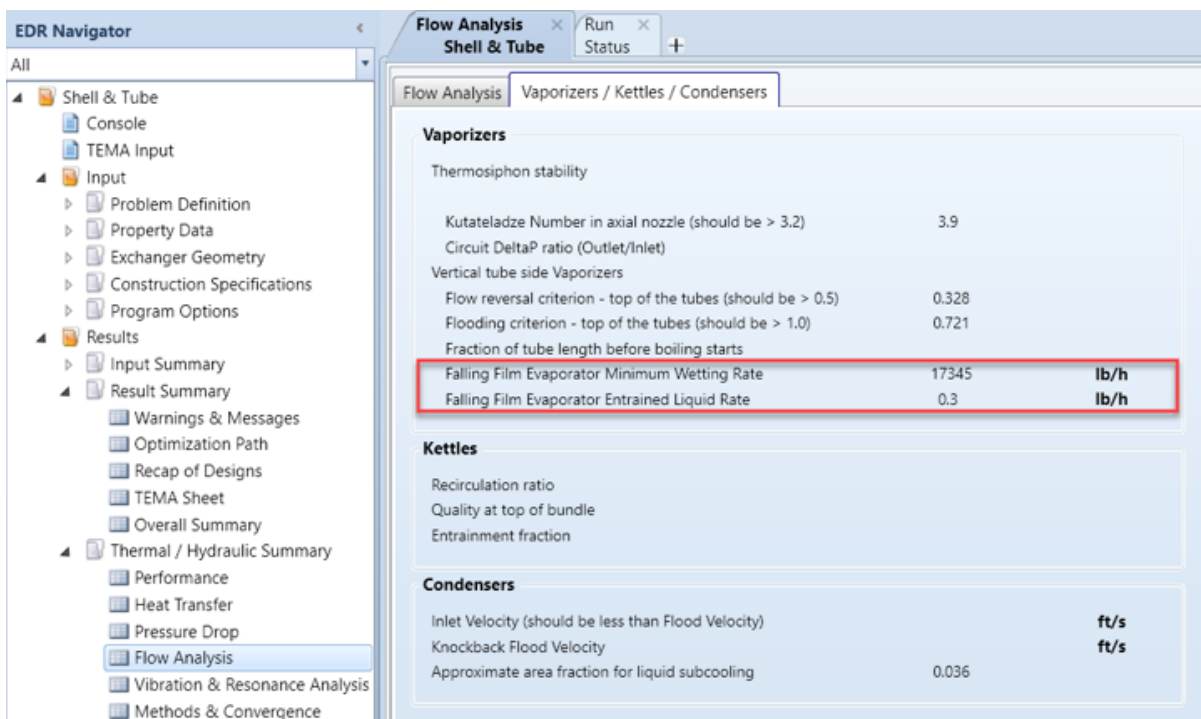 EDR Navigator
All
Shell & Tube
Console
TEMA Input
Input
Problem Definition
Property Data
Exchanger Geometry
Construction Specifications
Program Options
Results
Input Summary
Result Summary
Warnings & Messages
Optimization Path
Recap of Designs
TEMA Sheet
Overall Summary
Thermal / Hydraulic Summary
Performance
Heat Transfer
Pressure Drop
Flow Analysis
Vibration & Resonance Analysis
Methods & Convergence
Flow Analysis
Shell & Tube
Run
Status
Flow Analysis
Vaporizers / Kettles / Condensers
Vaporizers
Thermosiphon stability
Kutateladze Number in axial nozzle (should be > 3.2) 3.9
Circuit DeltaP ratio (Outlet/Inlet)
Vertical tube side Vaporizers
Flow reversal criterion - top of the tubes (should be > 0.5) 0.328
Flooding criterion - top of the tubes (should be > 1.0) 0.721
Fraction of tube length before boiling starts
Falling Film Evaporator Minimum Wetting Rate 17345 lb/h
Falling Film Evaporator Entrained Liquid Rate 0.3 lb/h
Kettles
Recirculation ratio
Quality at top of bundle
Entrainment fraction
Condensers
Inlet Velocity (should be less than Flood Velocity) ft/s
Knockback Flood Velocity ft/s
Approximate area fraction for liquid subcooling 0.036